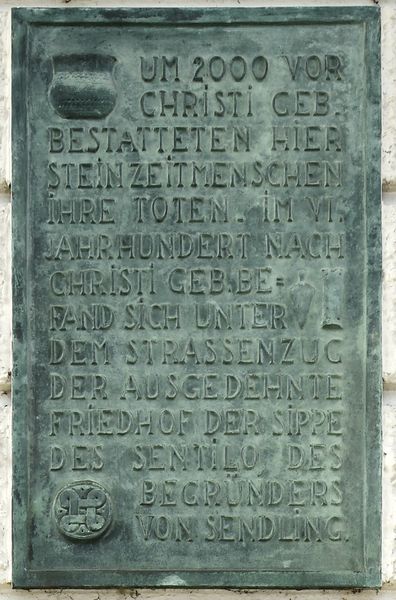 UM 2000 VOR
CHRISTI GEB.
BESTATTETEN HIER
STEINZEITMENSCHEN
IHRE TOTEN. IM VI.
JAHRHUNDERT NACH
CHRISTI GEB. BE=
FAND SICH UNTER
DEM STRASSENZUG
DER AUSGEDEHNTE
FRIEDHOF DER SIPPE
DES SENTILO, DES
BEGRÜNDERS
VON SENDLING.